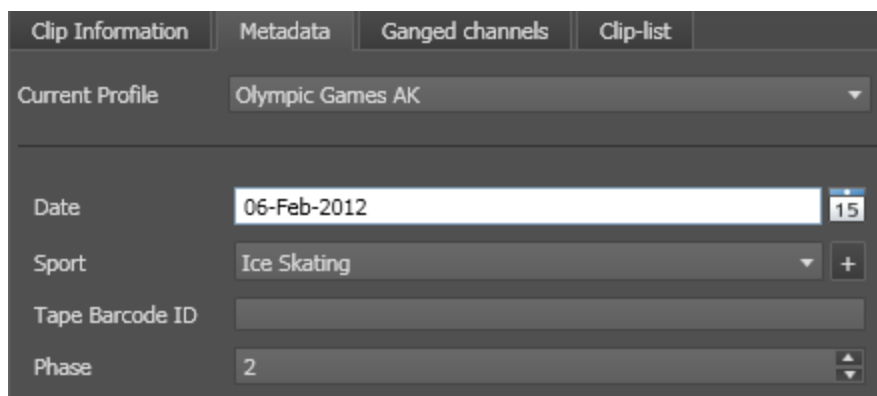 Clip Information Metadata Ganged channels Clip-list
Current Profile Olympic Games AK
Date 06-Feb-2012 15
Sport Ice Skating +
Tape Barcode ID
Phase 2